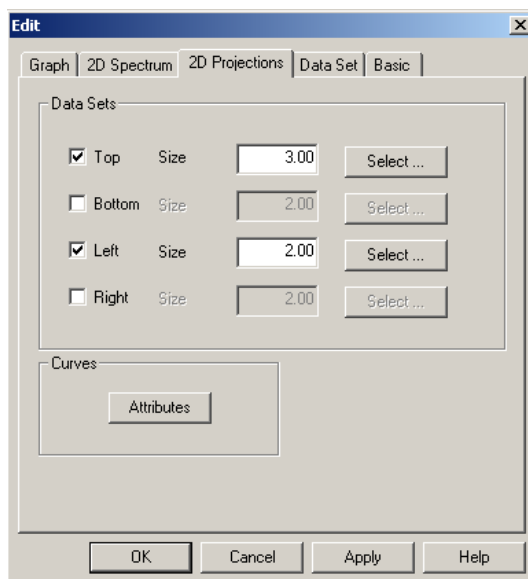 Edit
Graph 2D Spectrum 2D Projections Data Set Basic
Data Sets
Top Size 3.00 Select ...
Bottom Size 2.00 Select ...
Left Size 2.00 Select ...
Right Size 2.00 Select ...
Curves
Attributes
OK Cancel Apply Help